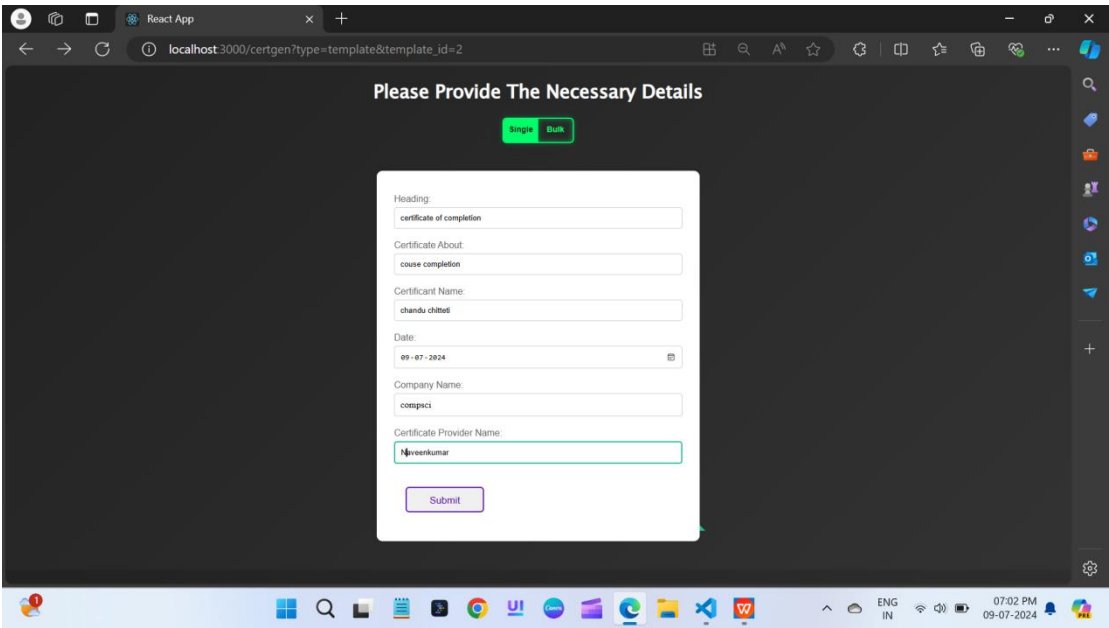 React App
localhost:3000/certgen?type=template&template_id=2
Please Provide The Necessary Details
Single Bulk
Heading:
certificate of completion
Certificate About:
couse completion
Certificant Name:
chandu chitteti
Date:
09-07-2024
Company Name:
compsci
Certificate Provider Name:
Naveenkumar
Submit
1
ENG
IN
07:02 PM
09-07-2024
PRE